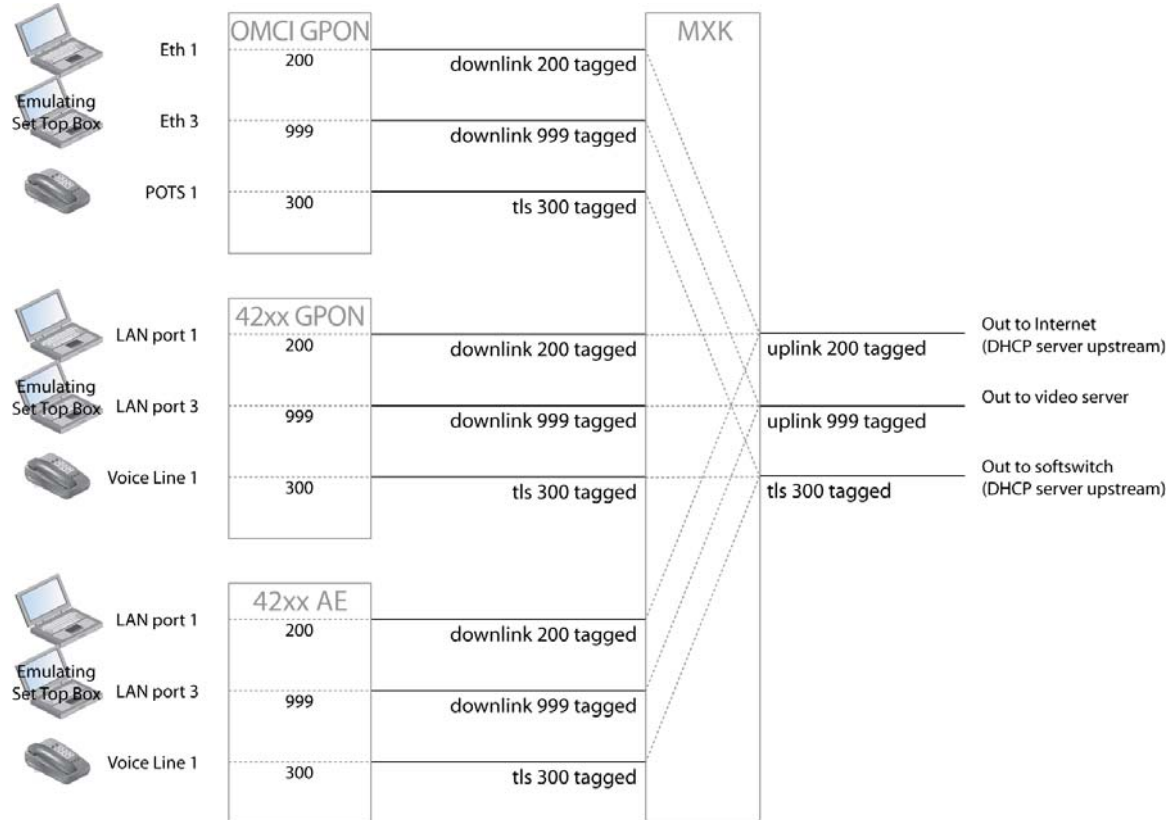 OMCI GPON
MXK
Eth 1
200
downlink 200 tagged
Emulating
Set Top Box
Eth 3
999
downlink 999 tagged
POTS 1
300
tls 300 tagged
42xx GPON
LAN port 1
200
downlink 200 tagged
uplink 200 tagged
Out to Internet
(DHCP server upstream)
Emulating
Set Top Box
LAN port 3
999
downlink 999 tagged
uplink 999 tagged
Out to video server
Voice Line 1
300
tls 300 tagged
tls 300 tagged
Out to softswitch
(DHCP server upstream)
42xx AE
LAN port 1
200
downlink 200 tagged
Emulating
Set Top Box
LAN port 3
999
downlink 999 tagged
Voice Line 1
300
tls 300 tagged